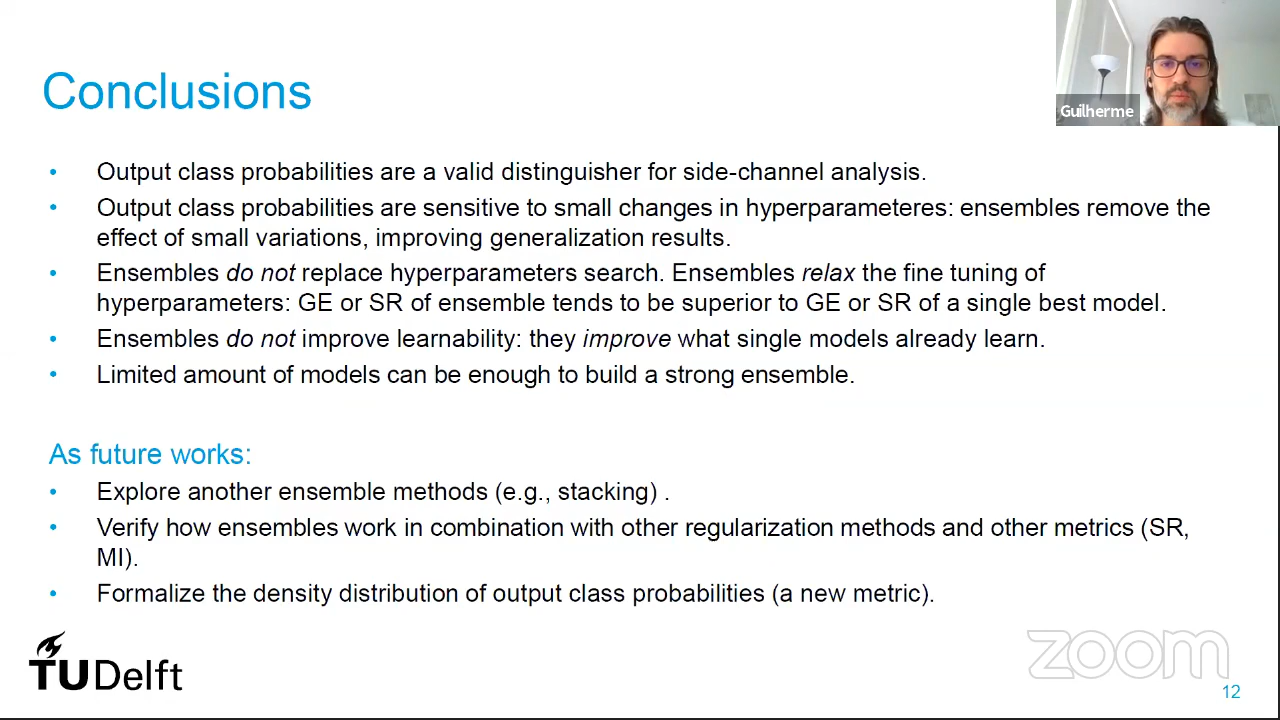 Conclusions
Guilherme
• Output class probabilities are a valid distinguisher for side-channel analysis.
• Output class probabilities are sensitive to small changes in hyperparameteres: ensembles remove the
effect of small variations, improving generalization results.
• Ensembles do not replace hyperparameters search. Ensembles relax the fine tuning of
hyperparameters: GE or SR of ensemble tends to be superior to GE or SR of a single best model.
• Ensembles do not improve learnability: they improve what single models already learn.
• Limited amount of models can be enough to build a strong ensemble.
As future works:
• Explore another ensemble methods (e.g., stacking) .
• Verify how ensembles work in combination with other regularization methods and other metrics (SR,
MI).
• Formalize the density distribution of output class probabilities (a new metric).
TUDelft
zoom
12